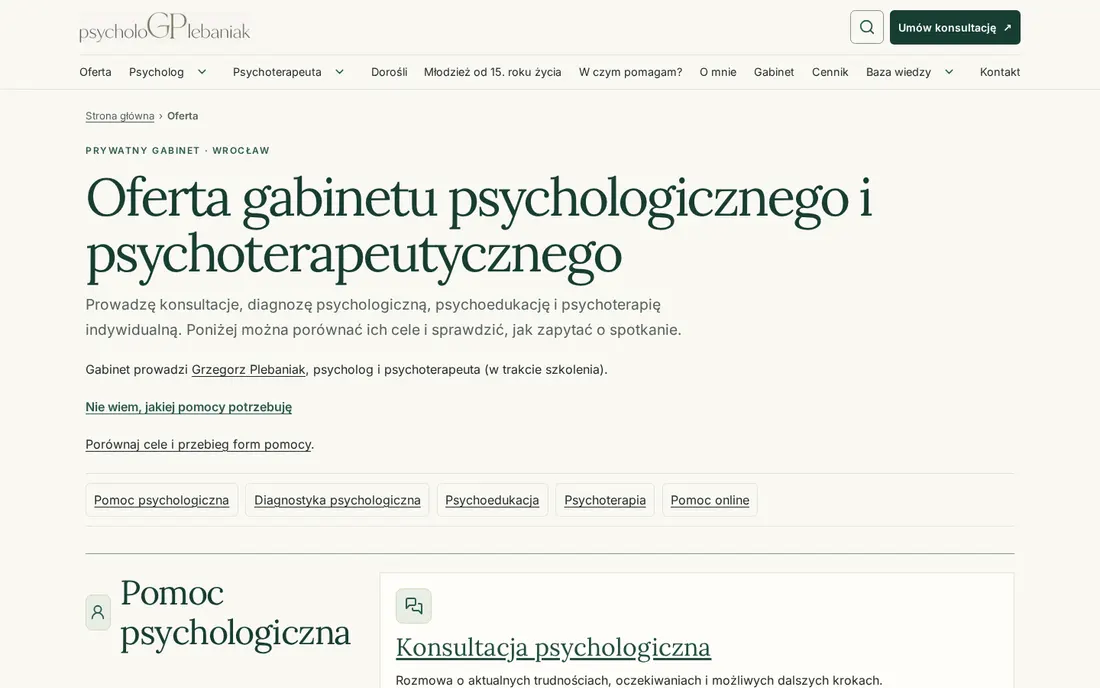 psycholoGPlebaniak
Umów konsultację ↗
Oferta Psycholog Psychoterapeuta Dorośli Młodzież od 15. roku życia W czym pomagam? O mnie Gabinet Cennik Baza wiedzy Kontakt
Strona główna › Oferta
PRYWATNY GABINET · WROCŁAW
Oferta gabinetu psychologicznego i
psychoterapeutycznego
Prowadzę konsultacje, diagnozę psychologiczną, psychoedukację i psychoterapię
indywidualną. Poniżej można porównać ich cele i sprawdzić, jak zapytać o spotkanie.
Gabinet prowadzi Grzegorz Plebaniak, psycholog i psychoterapeuta (w trakcie szkolenia).
Nie wiem, jakiej pomocy potrzebuję
Porównaj cele i przebieg form pomocy.
Pomoc psychologiczna Diagnostyka psychologiczna Psychoedukacja Psychoterapia Pomoc online
Pomoc
psychologiczna
Konsultacja psychologiczna
Rozmowa o aktualnych trudnościach, oczekiwaniach i możliwych dalszych krokach.